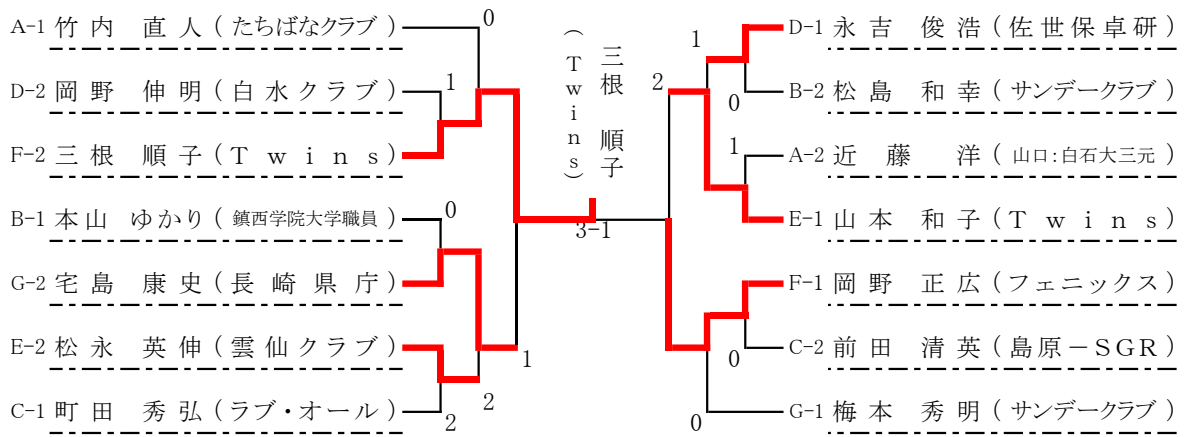 A-1 竹内 直人 (たちばなクラブ) 0
D-2 岡野 伸明 (白水クラブ) 1
F-2 三根 順子 (Twins)
B-1 本山 ゆかり (鎮西学院大学職員) 0
G-2 宅島 康史 (長崎県庁)
1
E-2 松永 英伸 (雲仙クラブ)
2
C-1 町田 秀弘 (ラブ・オール) 2
三根 順子
(Twins)
3-1
D-1 永吉 俊浩 (佐世保卓研)
1
2
B-2 松島 和幸 (サンデークラブ)
0
1
A-2 近藤 洋 (山口:白石大三元)
E-1 山本 和子 (Twins)
F-1 岡野 正広 (フェニックス)
C-2 前田 清英 (島原-SGR)
0
G-1 梅本 秀明 (サンデークラブ)
0